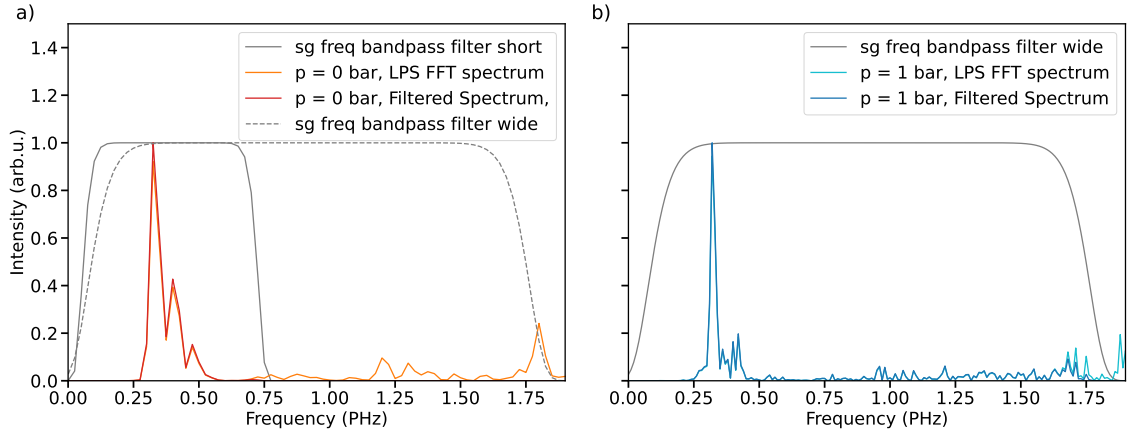 a)
sg freq bandpass filter short
p = 0 bar, LPS FFT spectrum
p = 0 bar, Filtered Spectrum,
sg freq bandpass filter wide
1.4
1.2
1.0
0.8
0.6
0.4
0.2
0.0
Intensity (arb.u.)
0.00 0.25 0.50 0.75 1.00 1.25 1.50 1.75
Frequency (PHz)
b)
sg freq bandpass filter wide
p = 1 bar, LPS FFT spectrum
p = 1 bar, Filtered Spectrum
0.00 0.25 0.50 0.75 1.00 1.25 1.50 1.75
Frequency (PHz)